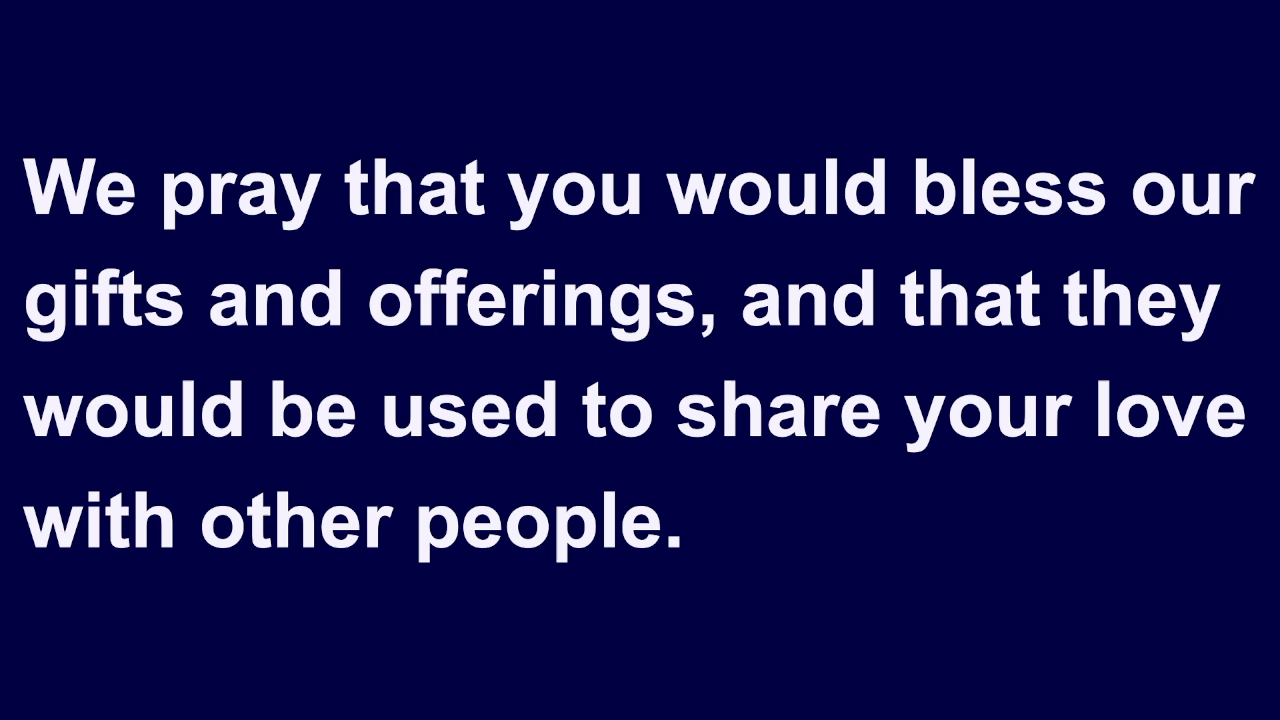 We pray that you would bless our
gifts and offerings, and that they
would be used to share your love
with other people.